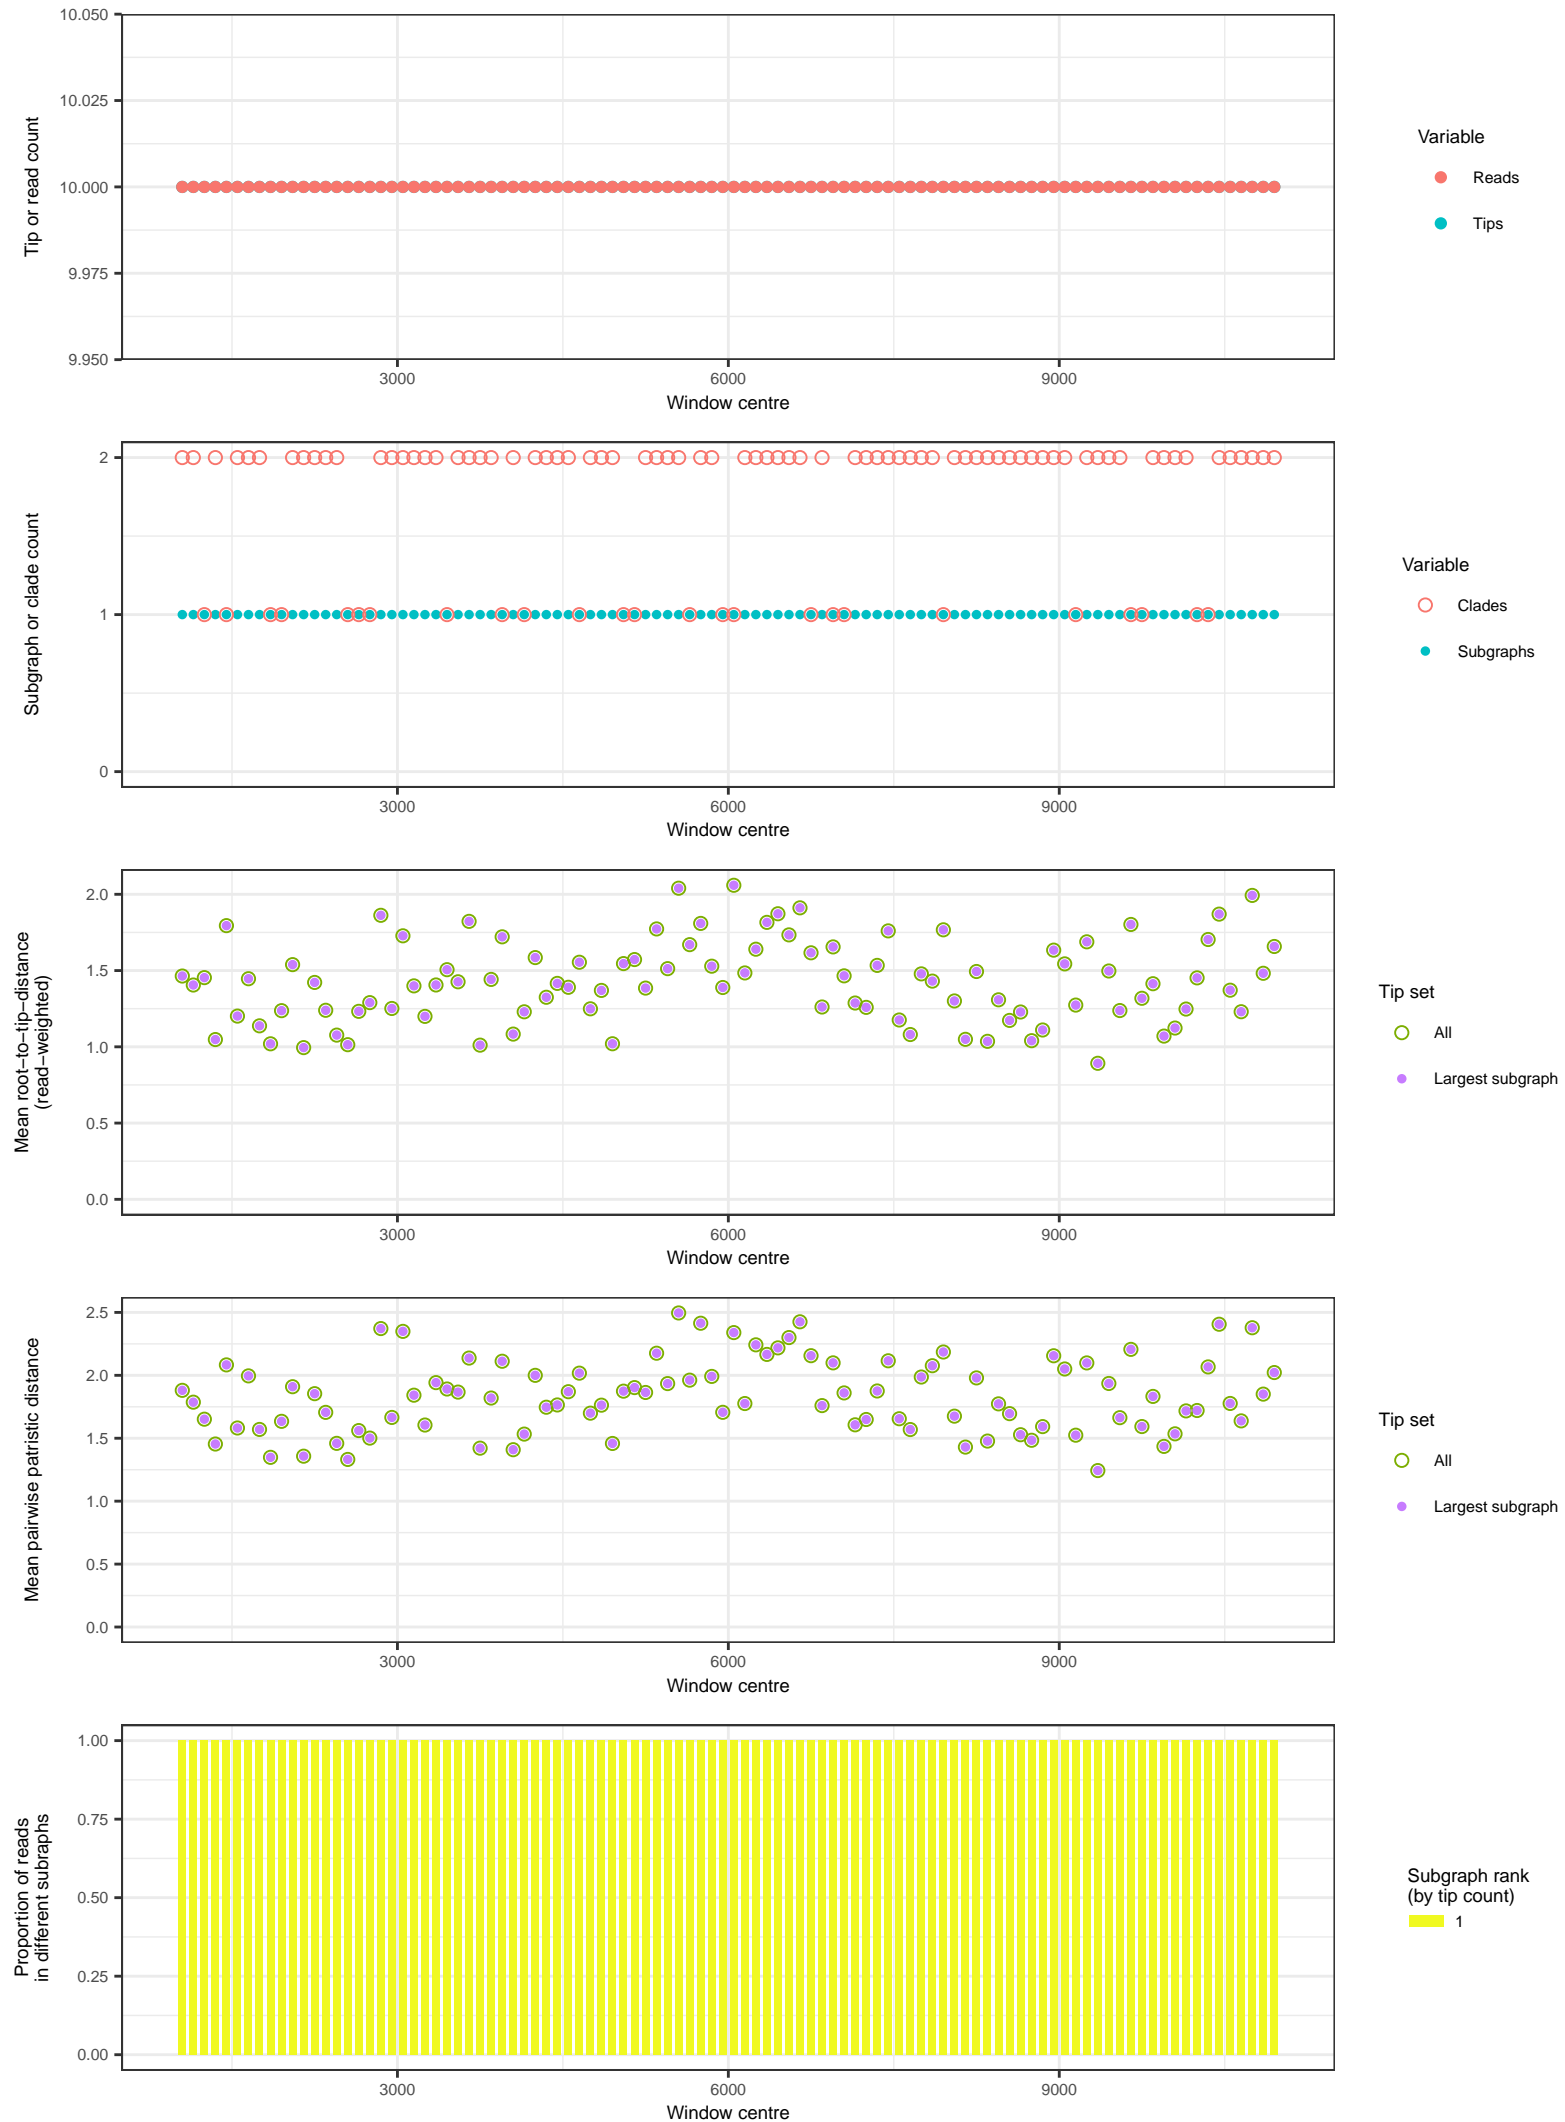 10.050
10.025
10.000
9.975
9.950
Tip or read count
3000
6000
9000
Window centre
Variable
Reads
Tips
2
1
0
Subgraph or clade count
3000
6000
9000
Window centre
Variable
Clades
Subgraphs
2.0
1.5
1.0
0.5
0.0
Mean root−to−tip−distance
(read−weighted)
3000
6000
9000
Window centre
Tip set
All
Largest subgraph
2.5
2.0
1.5
1.0
0.5
0.0
Mean pairwise patristic distance
3000
6000
9000
Window centre
Tip set
All
Largest subgraph
1.00
0.75
0.50
0.25
0.00
Proportion of reads
in different subraphs
3000
6000
9000
Window centre
Subgraph rank
(by tip count)
1